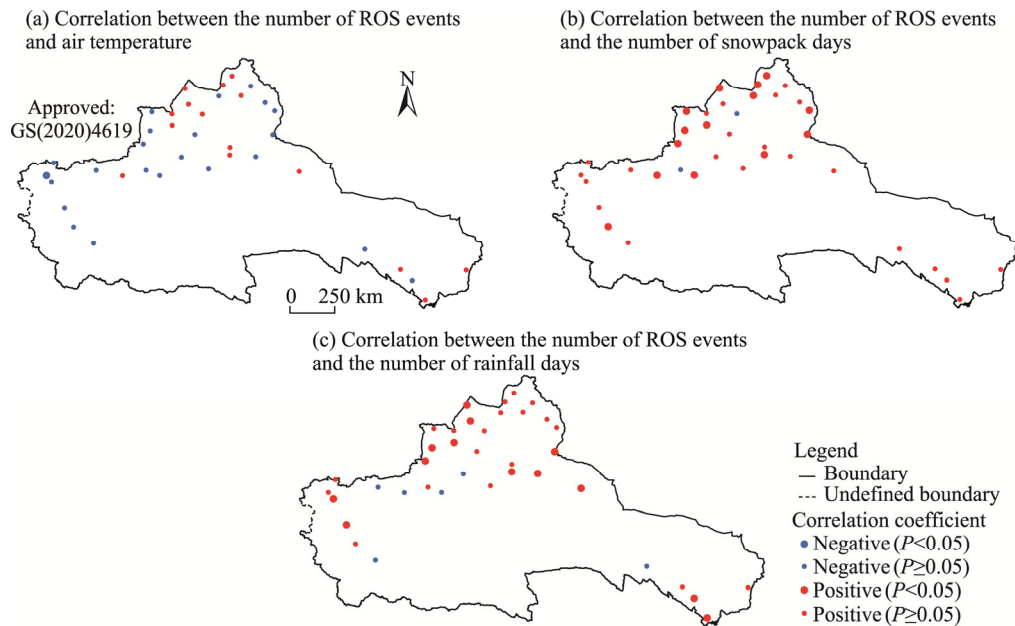 (a) Correlation between the number of ROS events
and air temperature
(b) Correlation between the number of ROS events
and the number of snowpack days
N
Approved:
GS(2020)4619
0 250 km
(c) Correlation between the number of ROS events
and the number of rainfall days
Legend
Boundary
Undefined boundary
Correlation coefficient
Negative (P<0.05)
Negative (P≥0.05)
Positive (P<0.05)
Positive (P≥0.05)